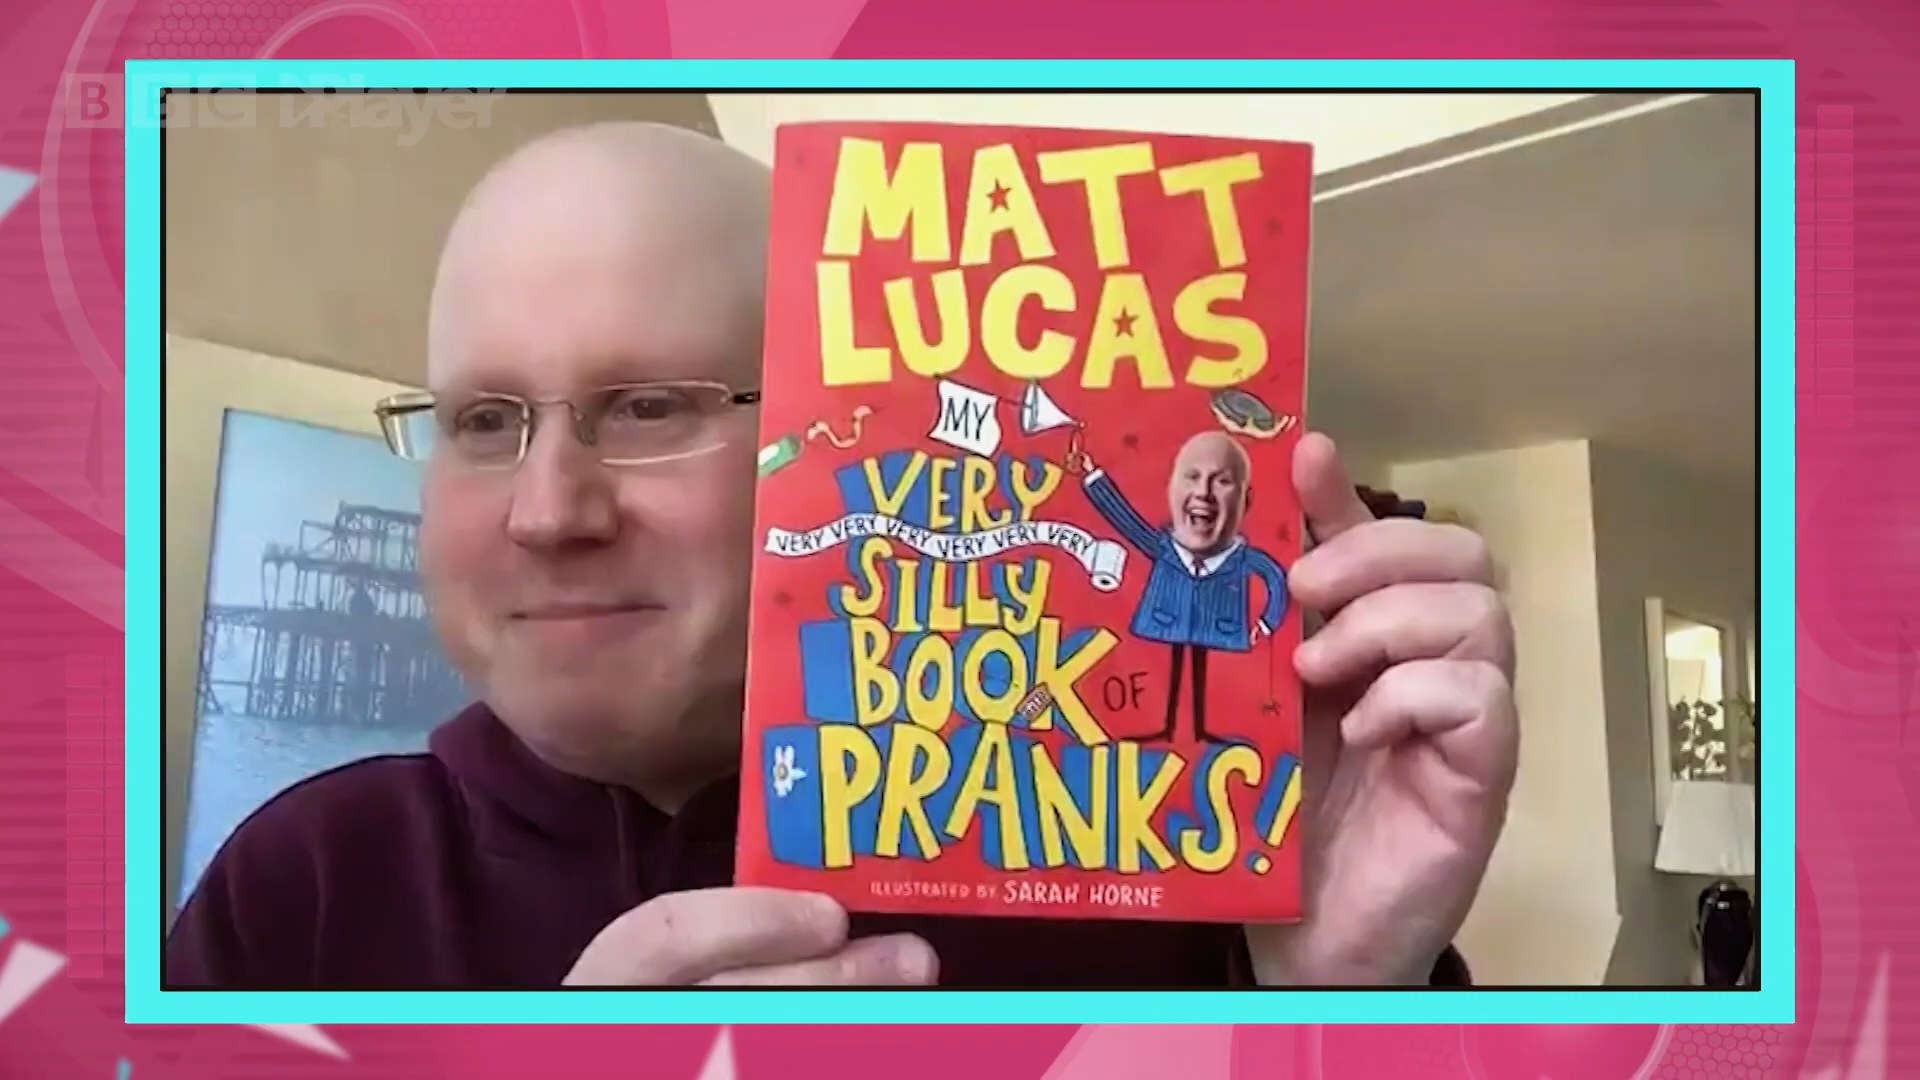 BBC iPlayer
MATT
LUCAS
MY
VERY
VERY VERY VERY VERY VERY VERY
SILLY
BOOK
OF
PRANKS!
ILLUSTRATED BY SARAH HORNE